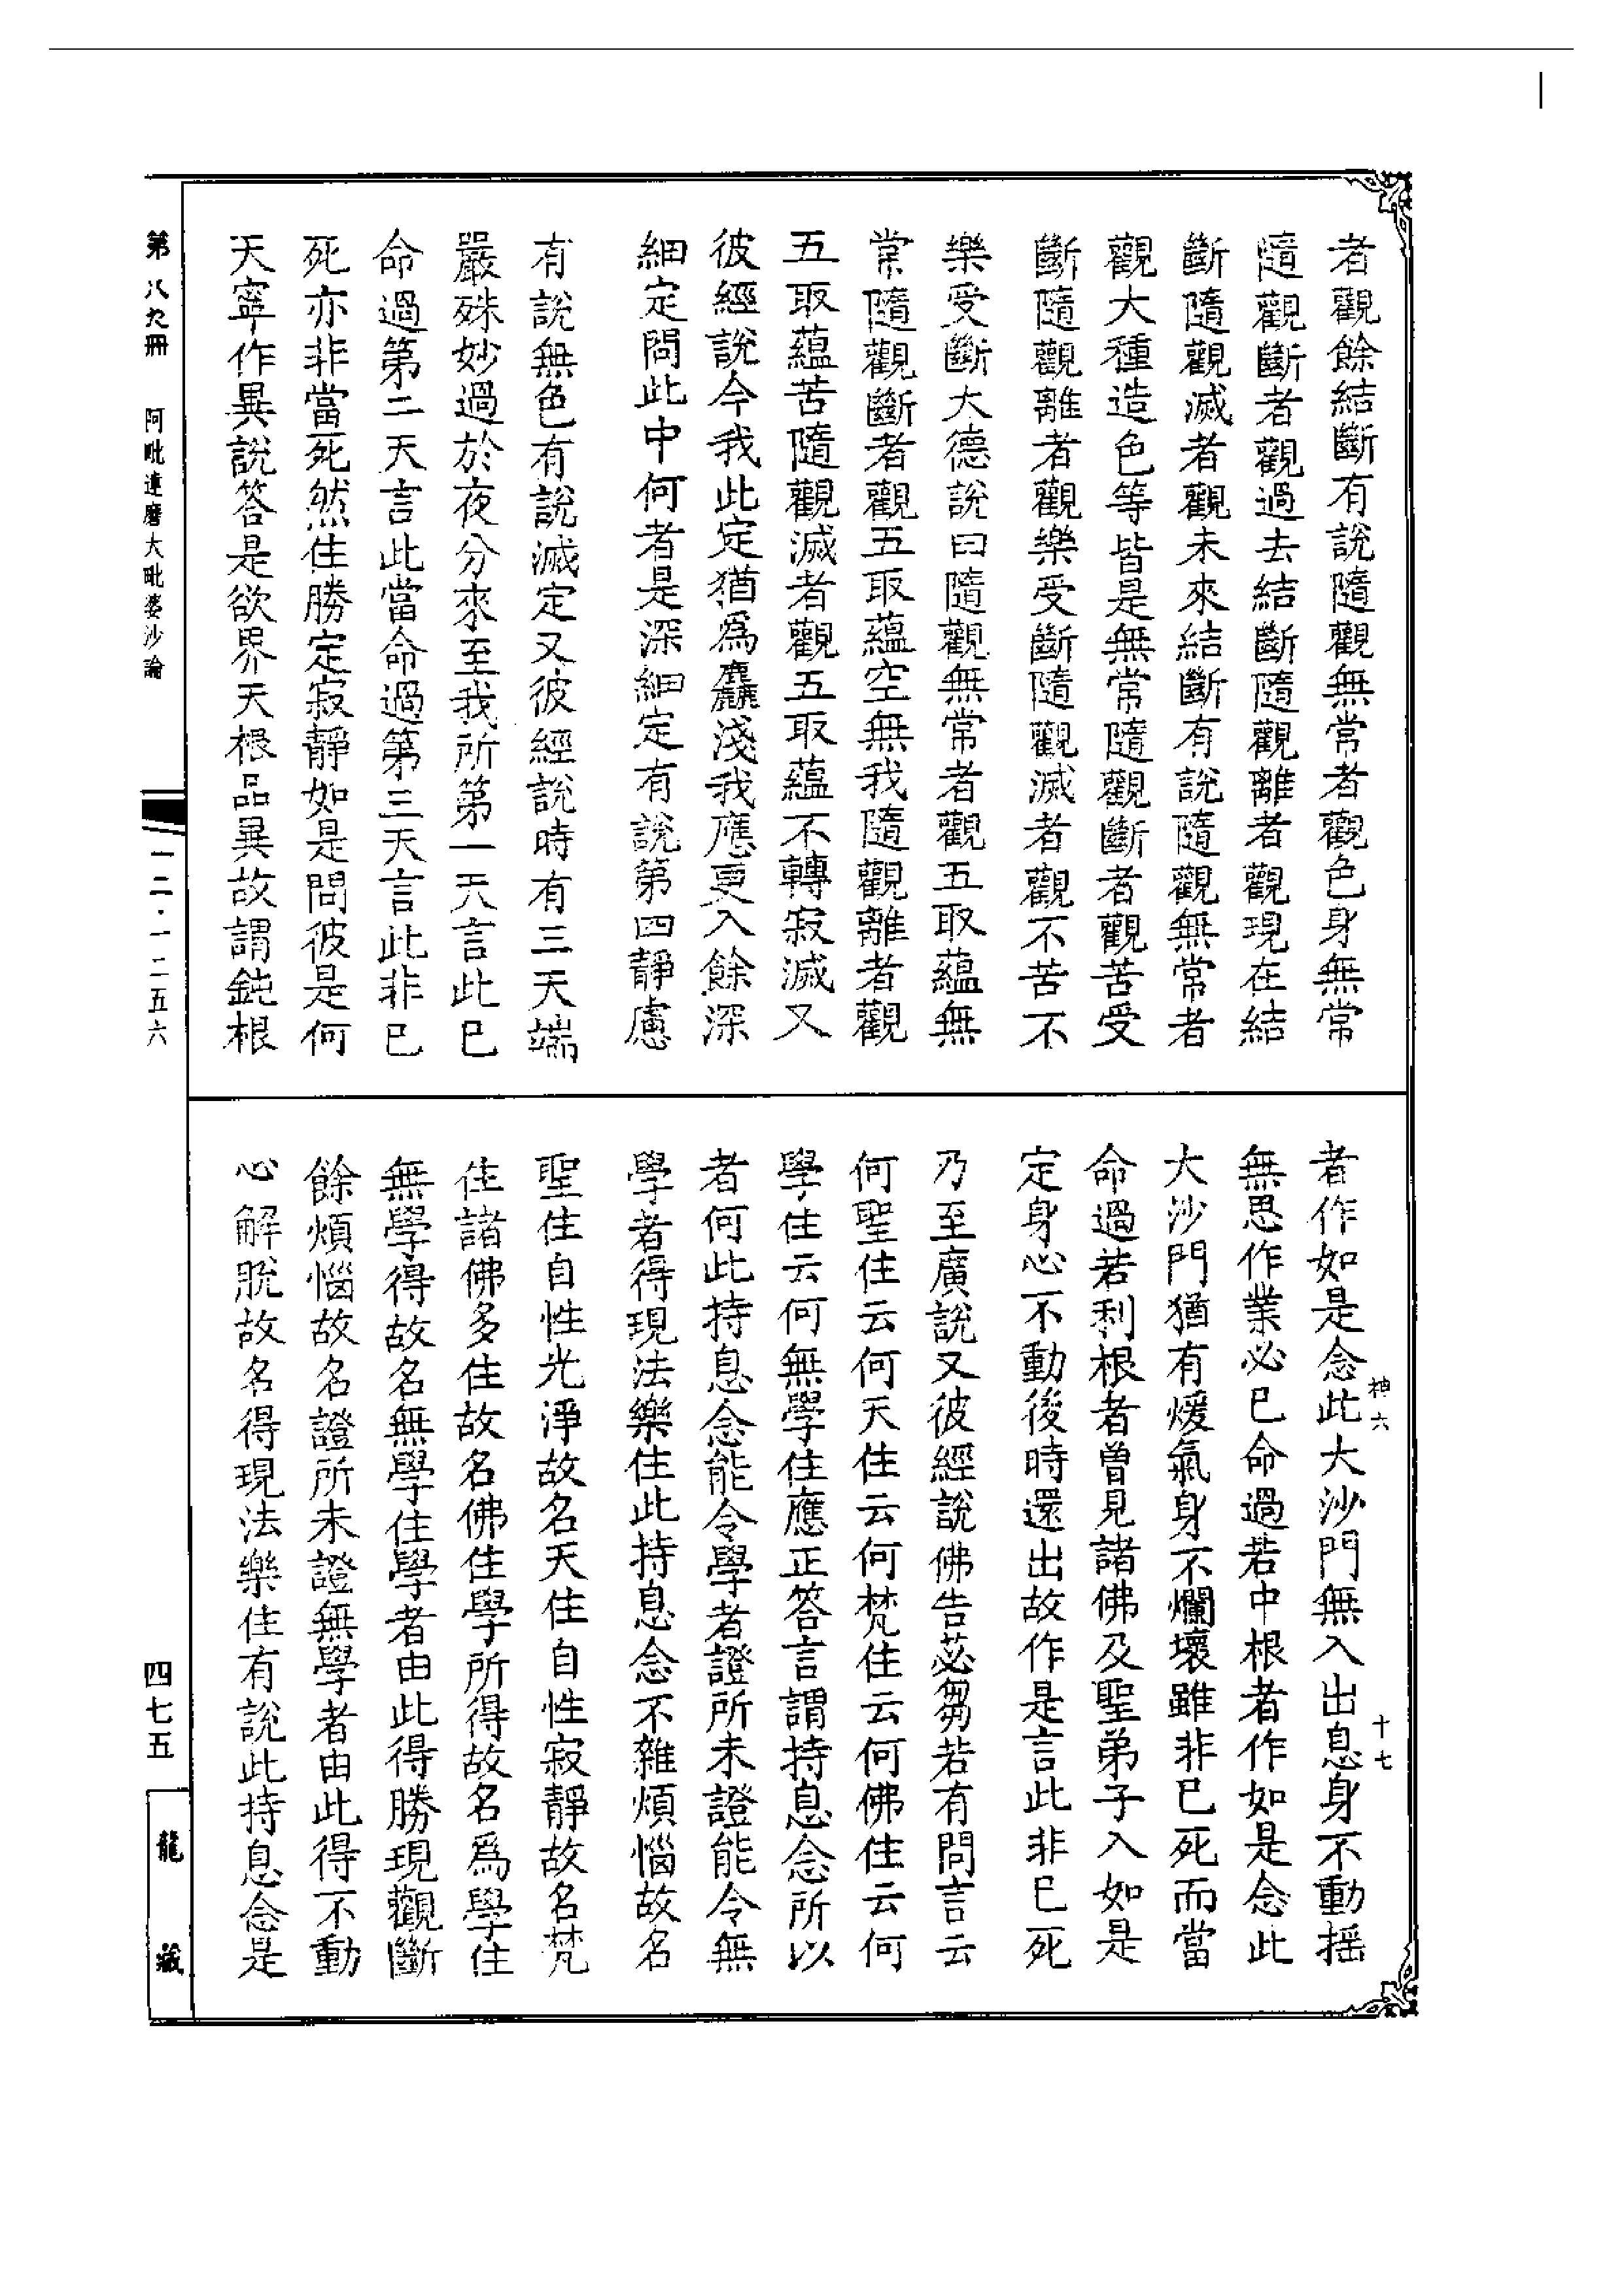 者觀餘結斷有說隨觀無常者觀色身無常
隨觀斷者觀過去結斷隨觀離者觀現在結
斷隨觀滅者觀未來結斷有說隨觀無常者
觀大種造色等皆是無常隨觀斷者觀苦受
斷隨觀離者觀樂受斷隨觀滅者觀不苦不
樂受斷大德說曰隨觀無常者觀五取蘊無
常隨觀斷者觀五取蘊空無我隨觀離者觀
五取蘊苦隨觀滅者觀五取蘊不轉寂滅又
彼經說今我此定猶爲麤淺我應更入餘深
細定問此中何者是深細定有說第四靜慮
有說無色有說滅定又彼經說時有三天端
嚴殊妙過於夜分來至我所第一天言此已
命過第二天言此當命過第三天言此非已
死亦非當死然住勝定寂靜如是問彼是何
天寧作異說答是欲界天根品異故謂鈍根
者作如是念此大沙門無入出息身不動搖
無思作業必已命過若中根者作如是念此
大沙門猶有煖氣身不爛壞雖非已死而當
命過若利根者曾見諸佛及聖弟子入如是
定身心不動後時還出故作是言此非已死
乃至廣說又彼經說佛告苾芻若有問言云
何聖住云何天住云何梵住云何佛住云何
學住云何無學住應正答言謂持息念所以
者何此持息念能令學者證所未證能令無
學者得現法樂住此持息念不雜煩惱故名
聖住自性光淨故名天住自性寂靜故名梵
住諸佛多住故名佛住學所得故名爲學住
無學得故名無學住學者由此得勝現觀斷
餘煩惱故名證所未證無學者由此得不動
心解脫故名得現法樂住有說此持息念是
神六
十七
第八九冊
阿毗達磨大毗婆沙論
一二·一二五六
四七五
龍藏